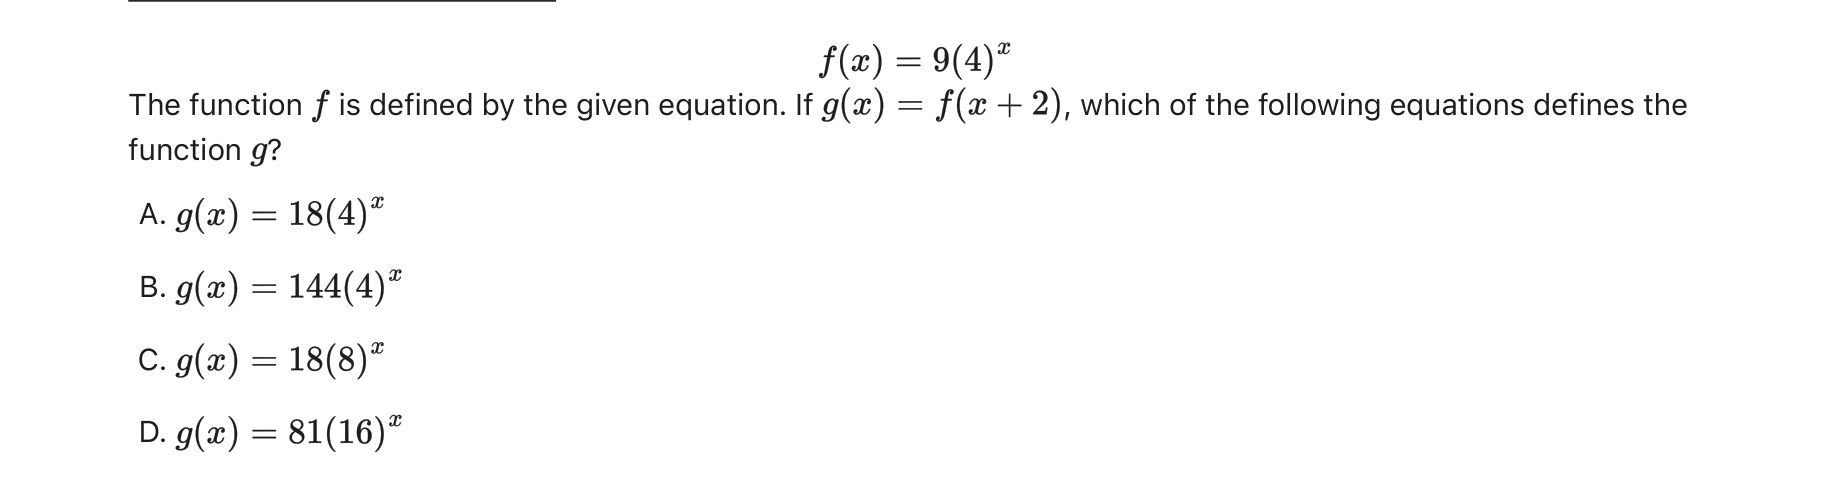 f(x) = 9(4)^x
The function f is defined by the given equation. If g(x) = f(x + 2), which of the following equations defines the
function g?
A. g(x) = 18(4)^x
B. g(x) = 144(4)^x
C. g(x) = 18(8)^x
D. g(x) = 81(16)^x